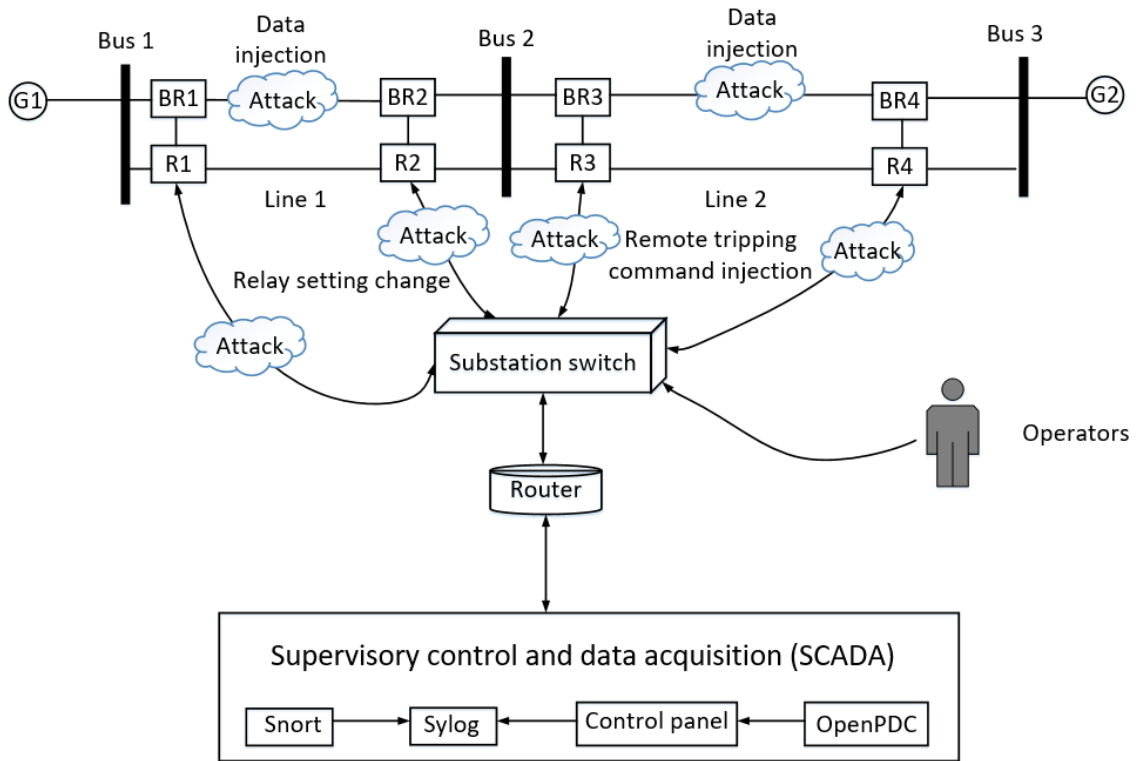 Bus 1
Data
injection
Bus 2
Data
injection
Bus 3
G1
BR1
Attack
BR2
BR3
Attack
BR4
G2
R1
R2
R3
R4
Line 1
Line 2
Attack
Attack
Remote tripping
command injection
Attack
Relay setting change
Attack
Substation switch
Operators
Router
Supervisory control and data acquisition (SCADA)
Snort
Sylog
Control panel
OpenPDC